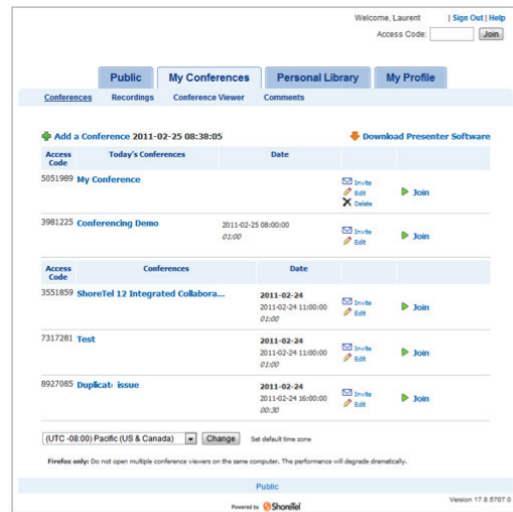 Welcome, Laurent | Sign Out | Help
Access Code: Join
Public My Conferences Personal Library My Profile
Conferences Recordings Conference Viewer Comments
Add a Conference 2011-02-25 08:38:05 Download Presenter Software
Access Code Today's Conferences Date
5051989 My Conference Invite
Edit Join
Delete
3981225 Conferencing Demo 2011-02-25 08:00:00 Invite
01:00 Edit Join
Access Code Conferences Date
3551859 ShoreTel 12 Integrated Collabora... 2011-02-24
2011-02-24 11:00:00 Invite Join
01:00 Edit
7317281 Test 2011-02-24
2011-02-24 11:00:00 Invite Join
01:00 Edit
8927085 Duplicate issue 2011-02-24
2011-02-24 16:00:00 Invite Join
00:30 Edit
(UTC -08:00) Pacific (US & Canada) Change Set default time zone
Firefox only: Do not open multiple conference viewers on the same computer. The performance will degrade dramatically.
Public
Powered by ShoreTel Version 17.8.5707.0